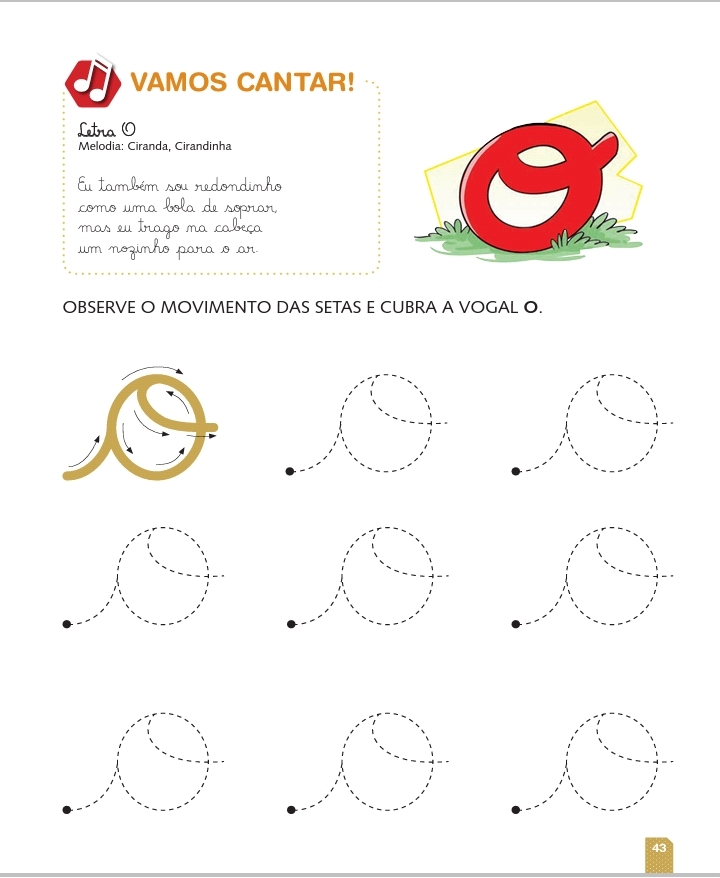 VAMOS CANTAR!
Letra O
Melodia: Ciranda, Cirandinha
Eu também sou redondinho
como uma bola de soprar,
mas eu trago na cabeça
um nozinho para o ar.
OBSERVE O MOVIMENTO DAS SETAS E CUBRA A VOGAL O.
43